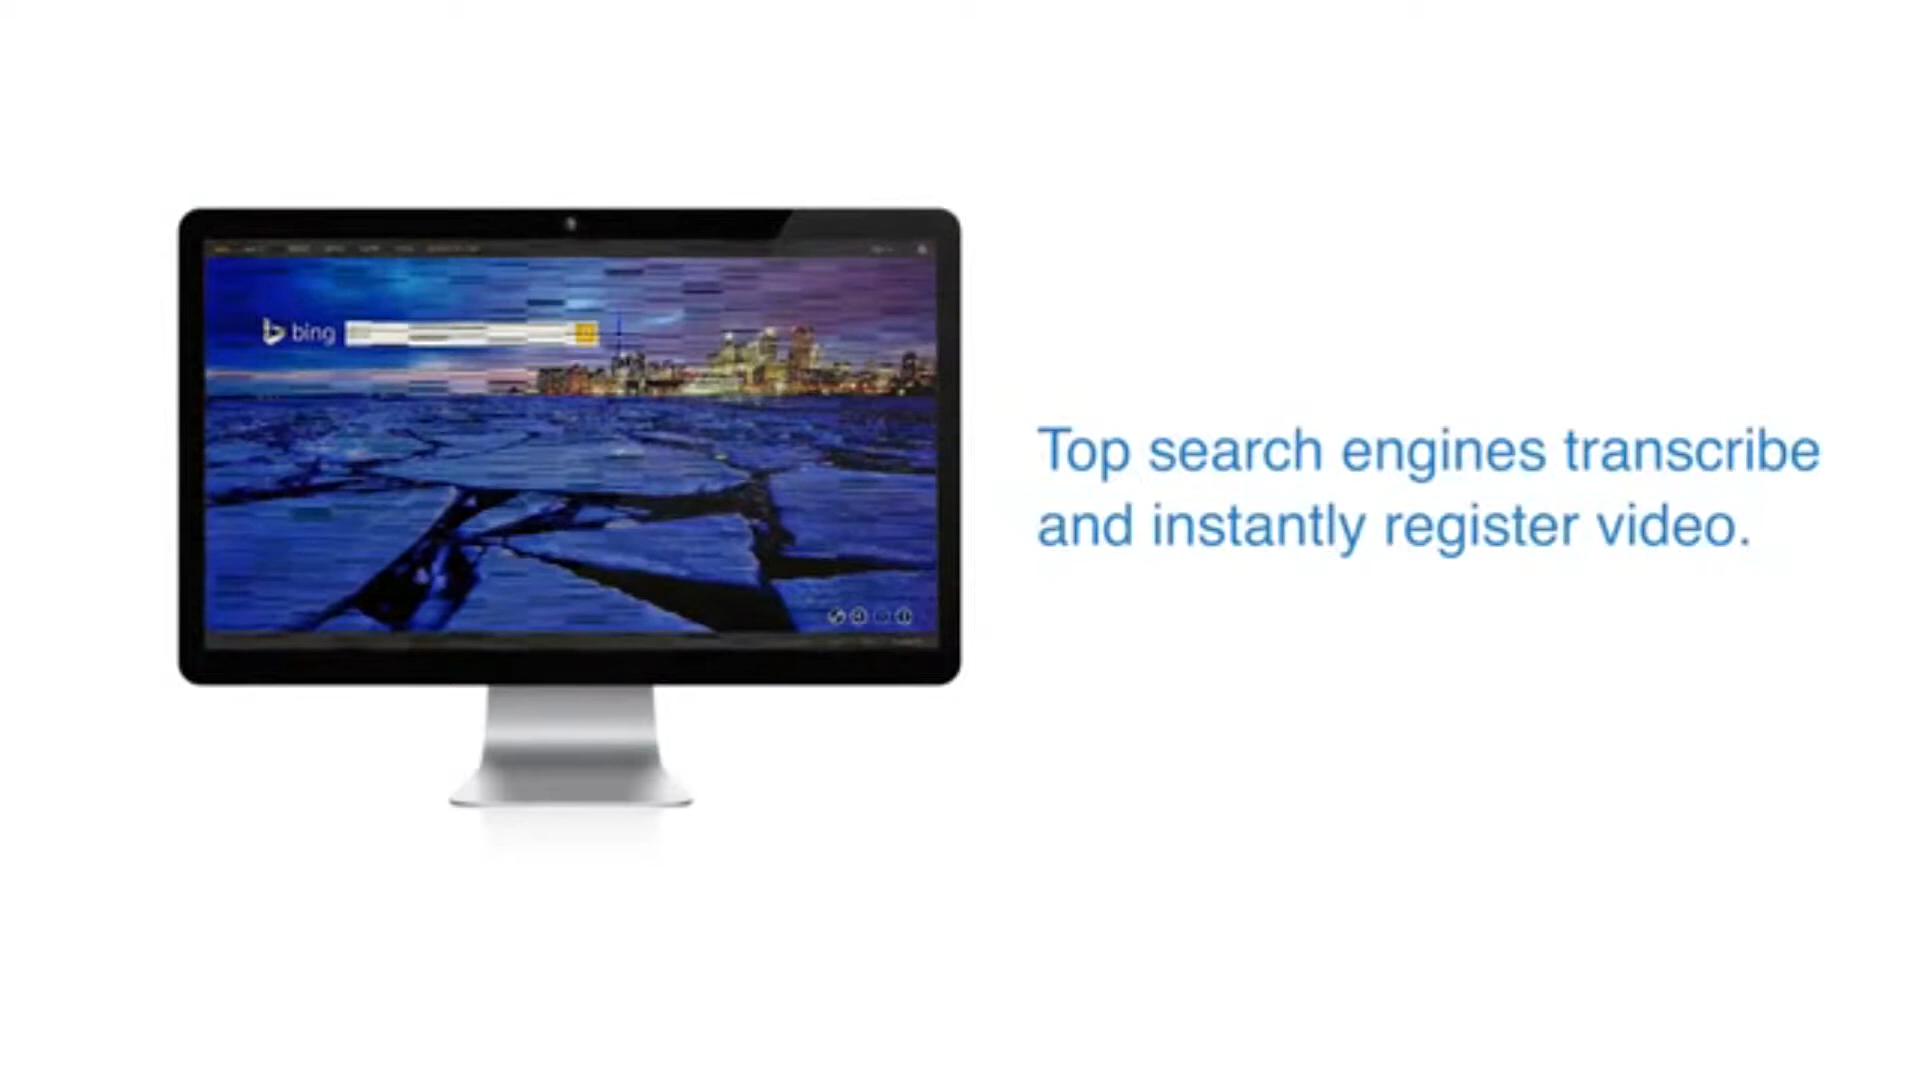 bing
Top search engines transcribe
and instantly register video.